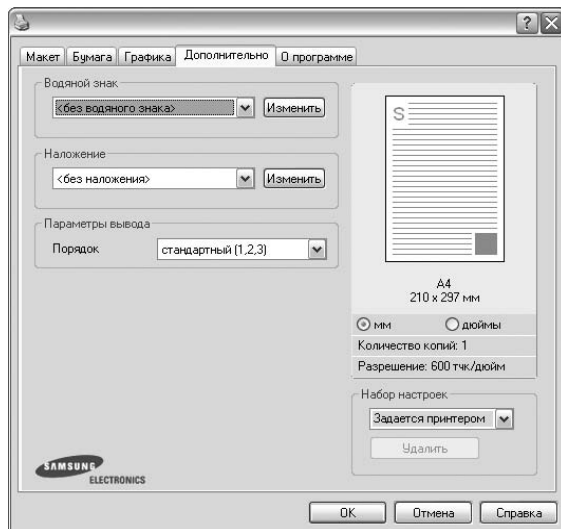 Макет Бумага Графика Дополнительно О программе
Водяной знак
<без водяного знака> Изменить
Наложение
<без наложения> Изменить
Параметры вывода
Порядок стандартный (1,2,3)
S
A4
210 x 297 мм
мм дюймы
Количество копий: 1
Разрешение: 600 тчк/дюйм
Набор настроек
Задается принтером
Удалить
SAMSUNG
ELECTRONICS
OK Отмена Справка